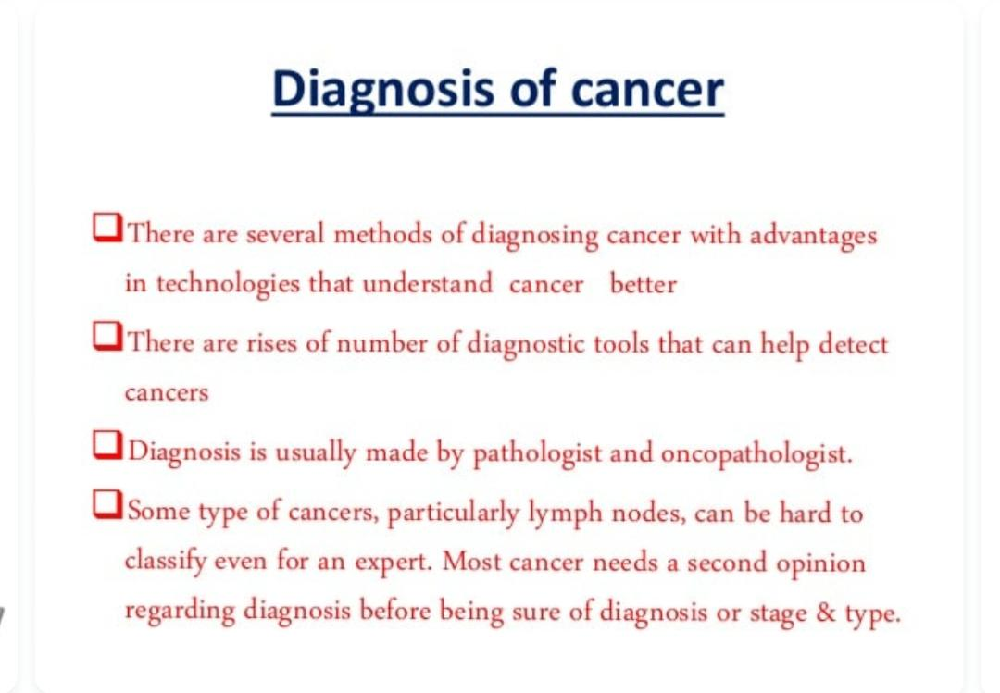 Diagnosis of cancer
There are several methods of diagnosing cancer with advantages
in technologies that understand cancer better
There are rises of number of diagnostic tools that can help detect
cancers
Diagnosis is usually made by pathologist and oncopathologist.
Some type of cancers, particularly lymph nodes, can be hard to
classify even for an expert. Most cancer needs a second opinion
regarding diagnosis before being sure of diagnosis or stage & type.